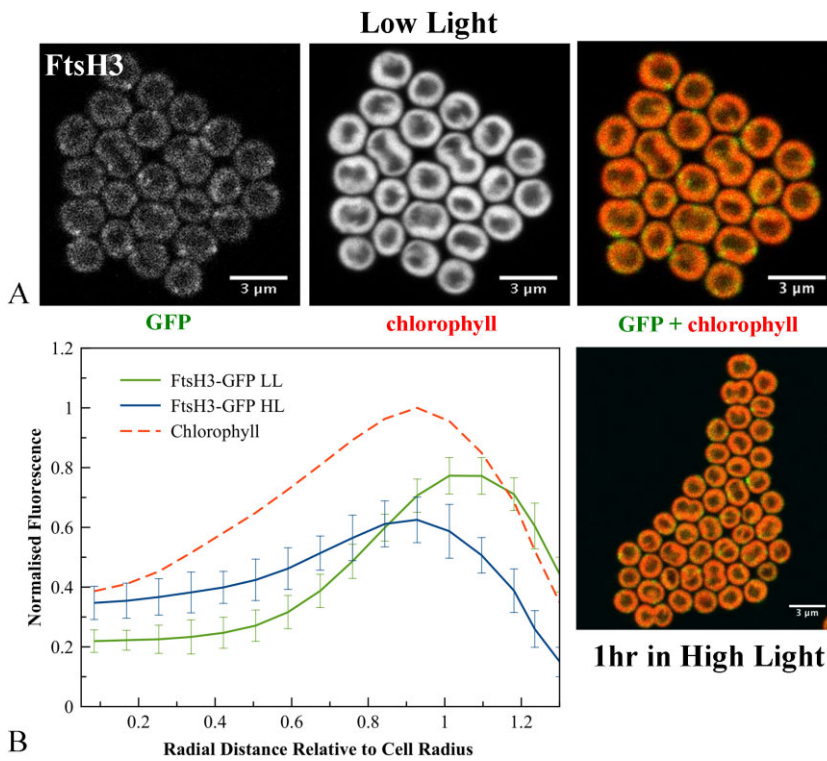 Low Light
FtsH3
3 μm
3 μm
3 μm
A
GFP
chlorophyll
GFP + chlorophyll
1.2
1
0.8
0.6
0.4
0.2
0
Normalised Fluorescence
FtsH3-GFP LL
FtsH3-GFP HL
Chlorophyll
0.2
0.4
0.6
0.8
1
1.2
Radial Distance Relative to Cell Radius
B
3 μm
1hr in High Light